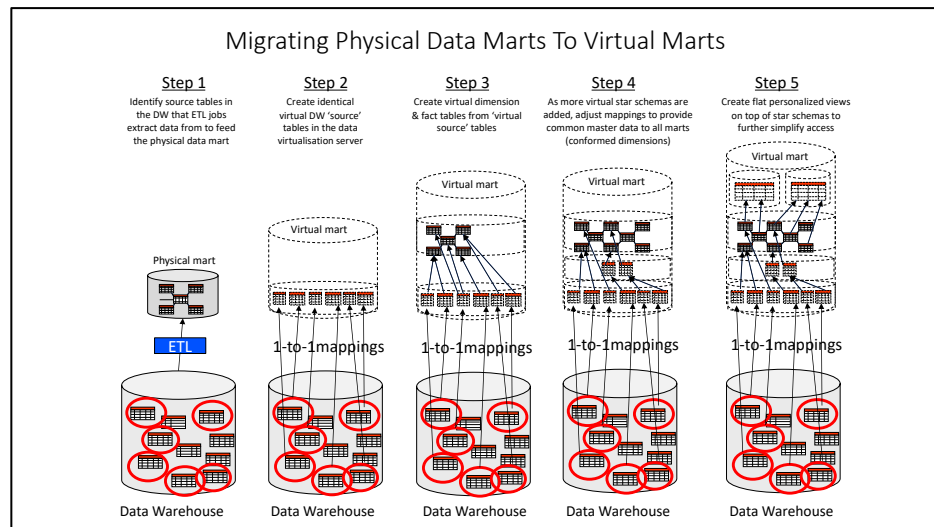 Migrating Physical Data Marts To Virtual Marts
Step 1
Identify source tables in
the DW that ETL jobs
extract data from to feed
the physical data mart
Step 2
Create identical
virtual DW ‘source’
tables in the data
virtualisation server
Step 3
Create virtual dimension
& fact tables from ‘virtual
source’ tables
Step 4
As more virtual star schemas are
added, adjust mappings to provide
common master data to all marts
(conformed dimensions)
Step 5
Create flat personalized views
on top of star schemas to
further simplify access
Physical mart
Virtual mart
Virtual mart
Virtual mart
Virtual mart
ETL
1-to-1mappings
1-to-1mappings
1-to-1mappings
1-to-1mappings
Data Warehouse
Data Warehouse
Data Warehouse
Data Warehouse
Data Warehouse